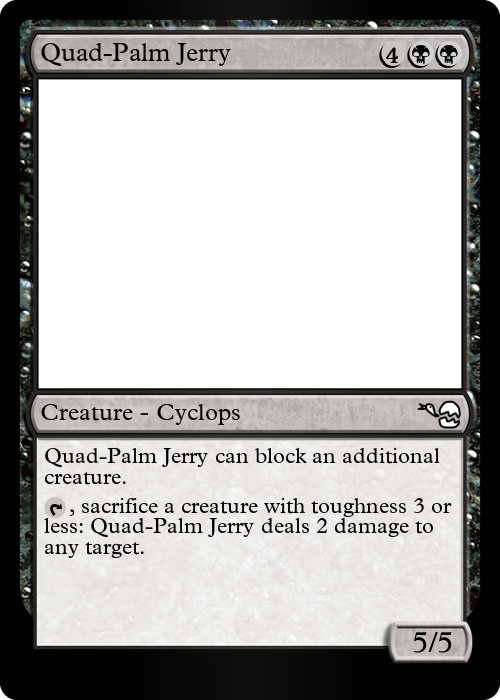 Quad-Palm Jerry 4
Creature - Cyclops
Quad-Palm Jerry can block an additional
creature.
, sacrifice a creature with toughness 3 or
less: Quad-Palm Jerry deals 2 damage to
any target.
5/5